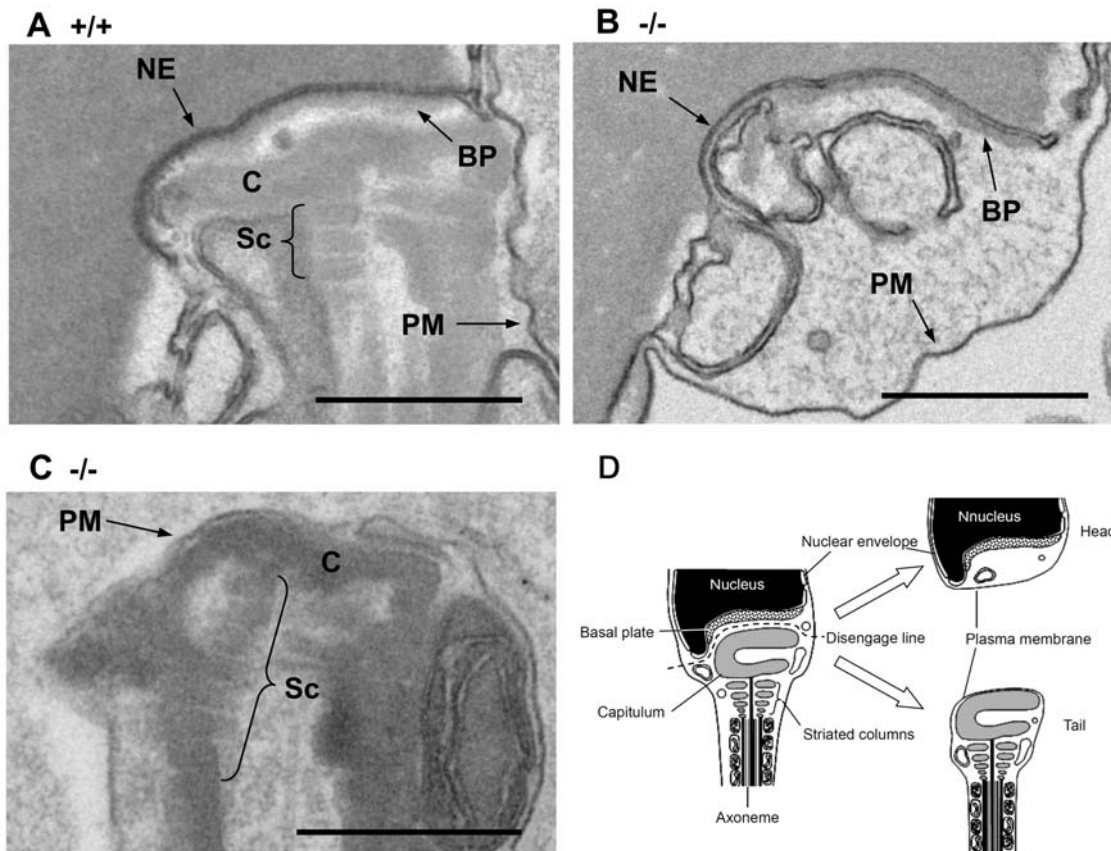 A +/+
NE
BP
C
Sc
PM
B -/-
NE
BP
PM
C -/-
PM
C
Sc
D
Nnucleus
Head
Nuclear envelope
Nucleus
Basal plate
Disengage line
Plasma membrane
Capitulum
Striated columns
Tail
Axoneme